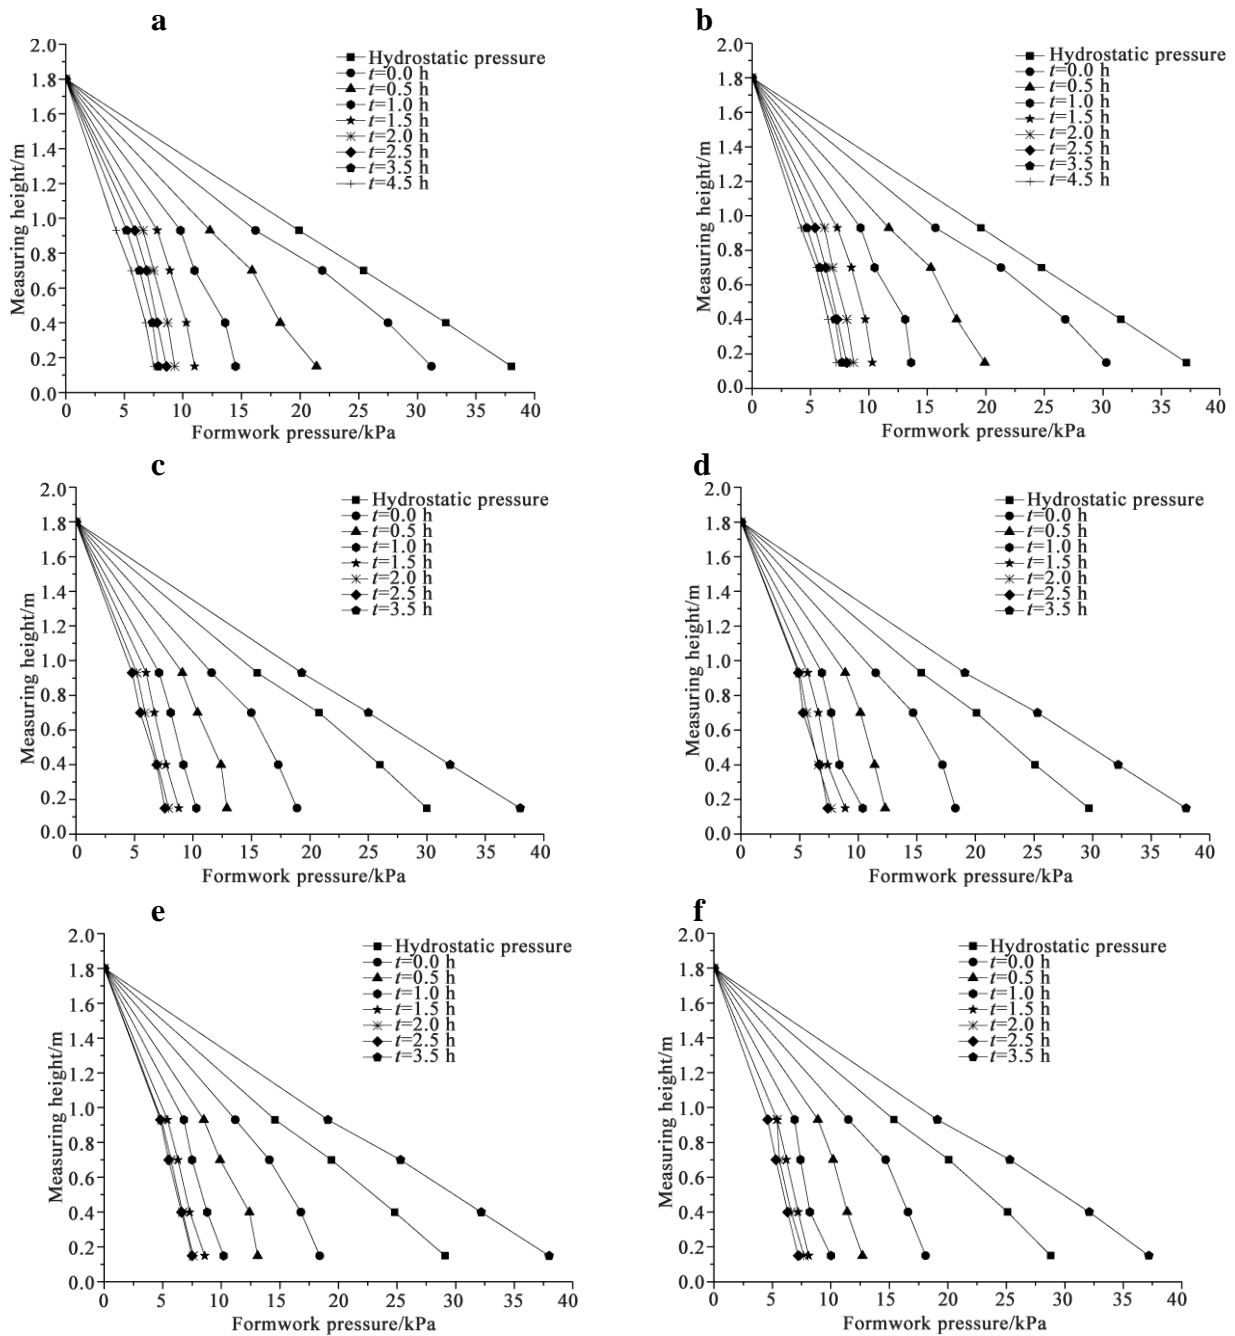 a
2.0
1.8
1.6
1.4
1.2
1.0
0.8
0.6
0.4
0.2
0.0
Measuring height/m
Hydrostatic pressure
t=0.0 h
t=0.5 h
t=1.0 h
t=1.5 h
t=2.0 h
t=2.5 h
t=3.5 h
t=4.5 h
0 5 10 15 20 25 30 35 40
Formwork pressure/kPa
b
2.0
1.8
1.6
1.4
1.2
1.0
0.8
0.6
0.4
0.2
0.0
Measuring height/m
Hydrostatic pressure
t=0.0 h
t=0.5 h
t=1.0 h
t=1.5 h
t=2.0 h
t=2.5 h
t=3.5 h
t=4.5 h
0 5 10 15 20 25 30 35 40
Formwork pressure/kPa
c
2.0
1.8
1.6
1.4
1.2
1.0
0.8
0.6
0.4
0.2
0.0
Measuring height/m
Hydrostatic pressure
t=0.0 h
t=0.5 h
t=1.0 h
t=1.5 h
t=2.0 h
t=2.5 h
t=3.5 h
0 5 10 15 20 25 30 35 40
Formwork pressure/kPa
d
2.0
1.8
1.6
1.4
1.2
1.0
0.8
0.6
0.4
0.2
0.0
Measuring height/m
Hydrostatic pressure
t=0.0 h
t=0.5 h
t=1.0 h
t=1.5 h
t=2.0 h
t=2.5 h
t=3.5 h
0 5 10 15 20 25 30 35 40
Formwork pressure/kPa
e
2.0
1.8
1.6
1.4
1.2
1.0
0.8
0.6
0.4
0.2
0.0
Measuring height/m
Hydrostatic pressure
t=0.0 h
t=0.5 h
t=1.0 h
t=1.5 h
t=2.0 h
t=2.5 h
t=3.5 h
0 5 10 15 20 25 30 35 40
Formwork pressure/kPa
f
2.0
1.8
1.6
1.4
1.2
1.0
0.8
0.6
0.4
0.2
0.0
Measuring height/m
Hydrostatic pressure
t=0.0 h
t=0.5 h
t=1.0 h
t=1.5 h
t=2.0 h
t=2.5 h
t=3.5 h
0 5 10 15 20 25 30 35 40
Formwork pressure/kPa